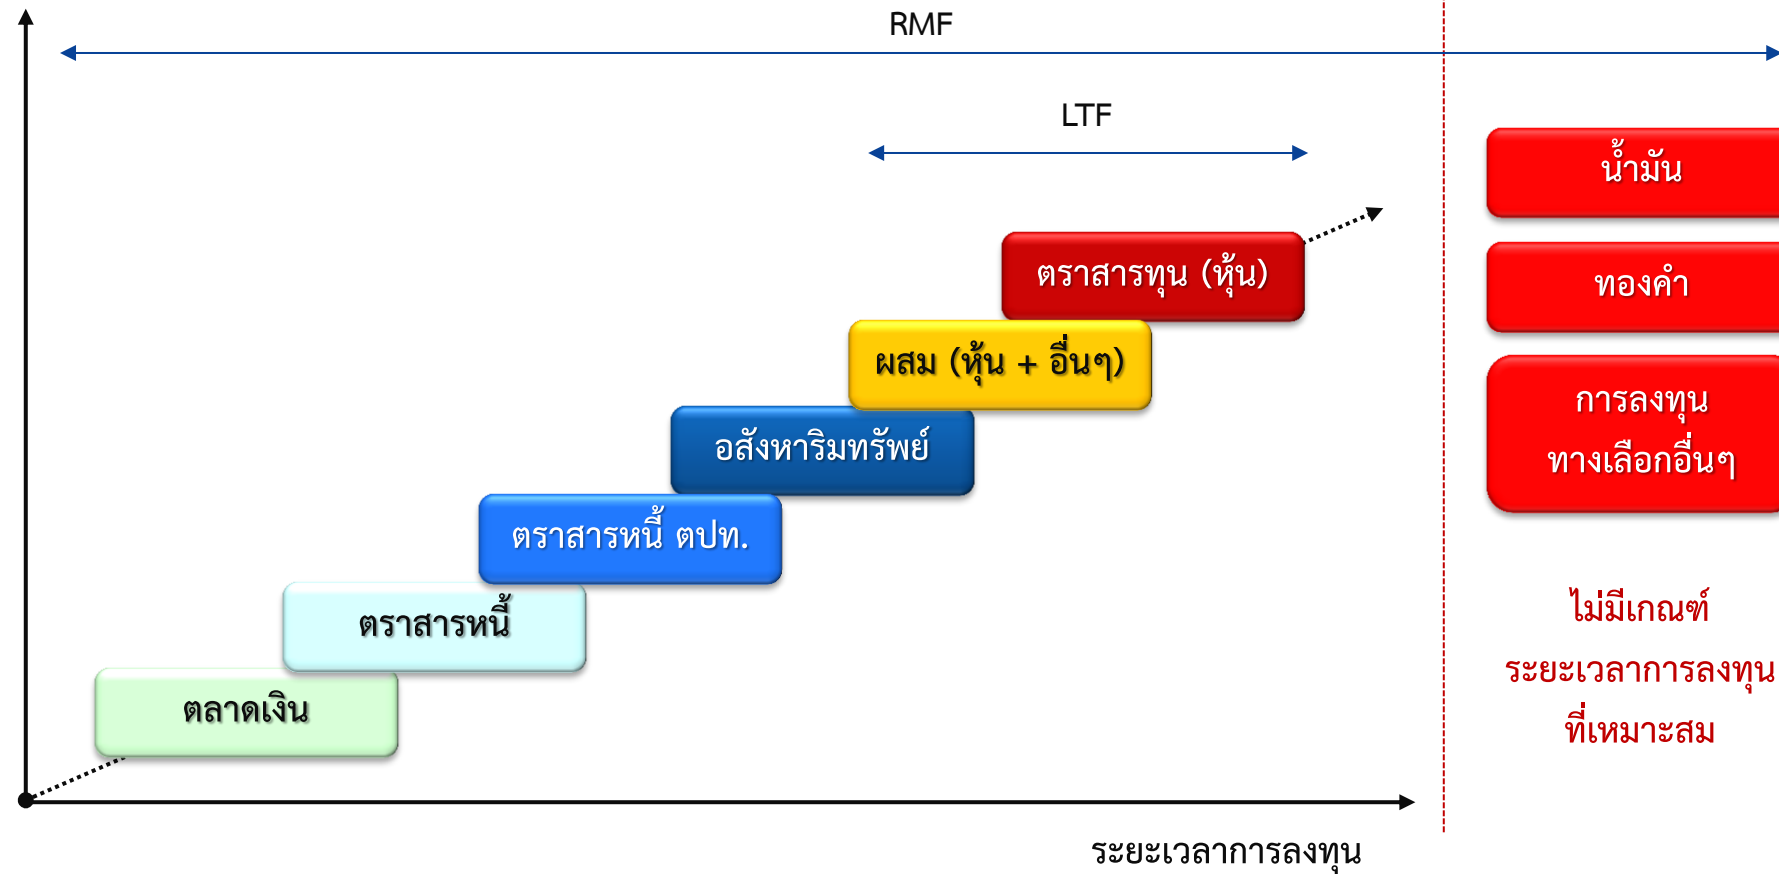 RMF
LTF
น้ำมัน
ตราสารทุน (หุ้น)
ทองคำ
ผสม (หุ้น + อื่นๆ)
การลงทุน
ทางเลือกอื่นๆ
อสังหาริมทรัพย์
ตราสารหนี้ ตปท.
ตราสารหนี้
ไม่มีเกณฑ์
ระยะเวลาการลงทุน
ที่เหมาะสม
ตลาดเงิน
ระยะเวลาการลงทุน